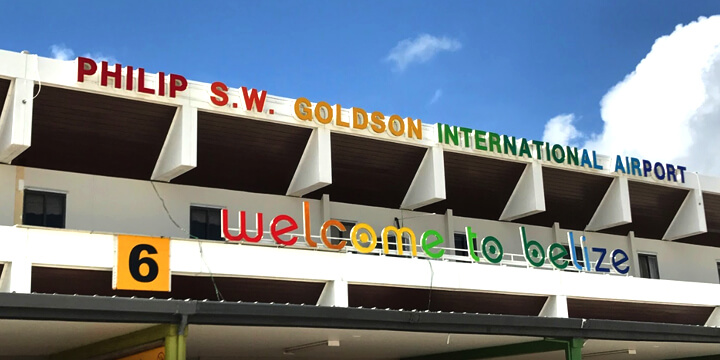 PHILIP S.W. GOLDSON INTERNATIONAL AIRPORT
welcome to belize
6